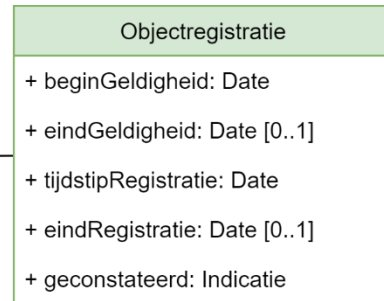 Objectregistratie
+ beginGeldigheid: Date
+ eindGeldigheid: Date [0..1]
+ tijdstipRegistratie: Date
+ eindRegistratie: Date [0..1]
+ geconstateerd: Indicatie